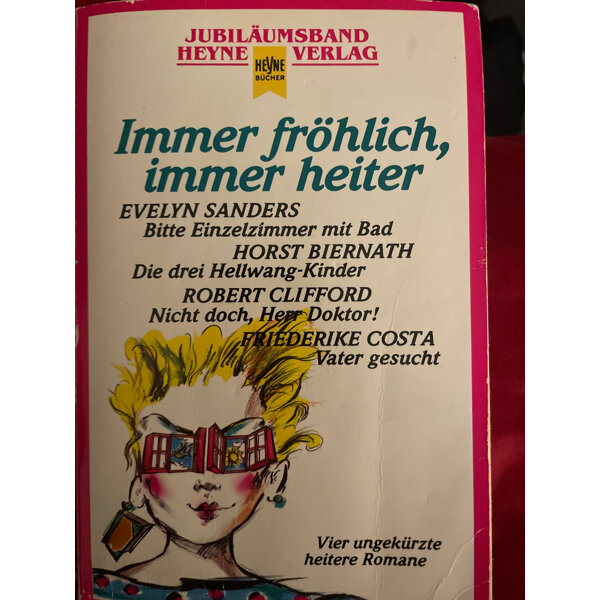 JUBILÄUMSBAND
HEYNE VERLAG
HEYNE
BÜCHER
Immer fröhlich,
immer heiter
EVELYN SANDERS
Bitte Einzelzimmer mit Bad
HORST BIERNATH
Die drei Hellwang-Kinder
ROBERT CLIFFORD
Nicht doch, Herr Doktor!
FRIEDERIKE COSTA
Vater gesucht
Vier ungekürzte
heitere Romane